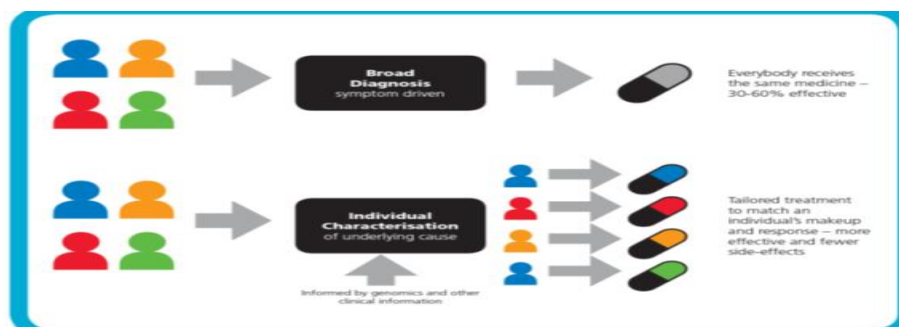 Broad
Diagnosis
symptom driven
Everybody receives
the same medicine –
30-60% effective
Individual
Characterisation
of underlying cause
Tailored treatment
to match an
individual's makeup
and response – more
effective and fewer
side-effects
Informed by genomics and other
clinical information